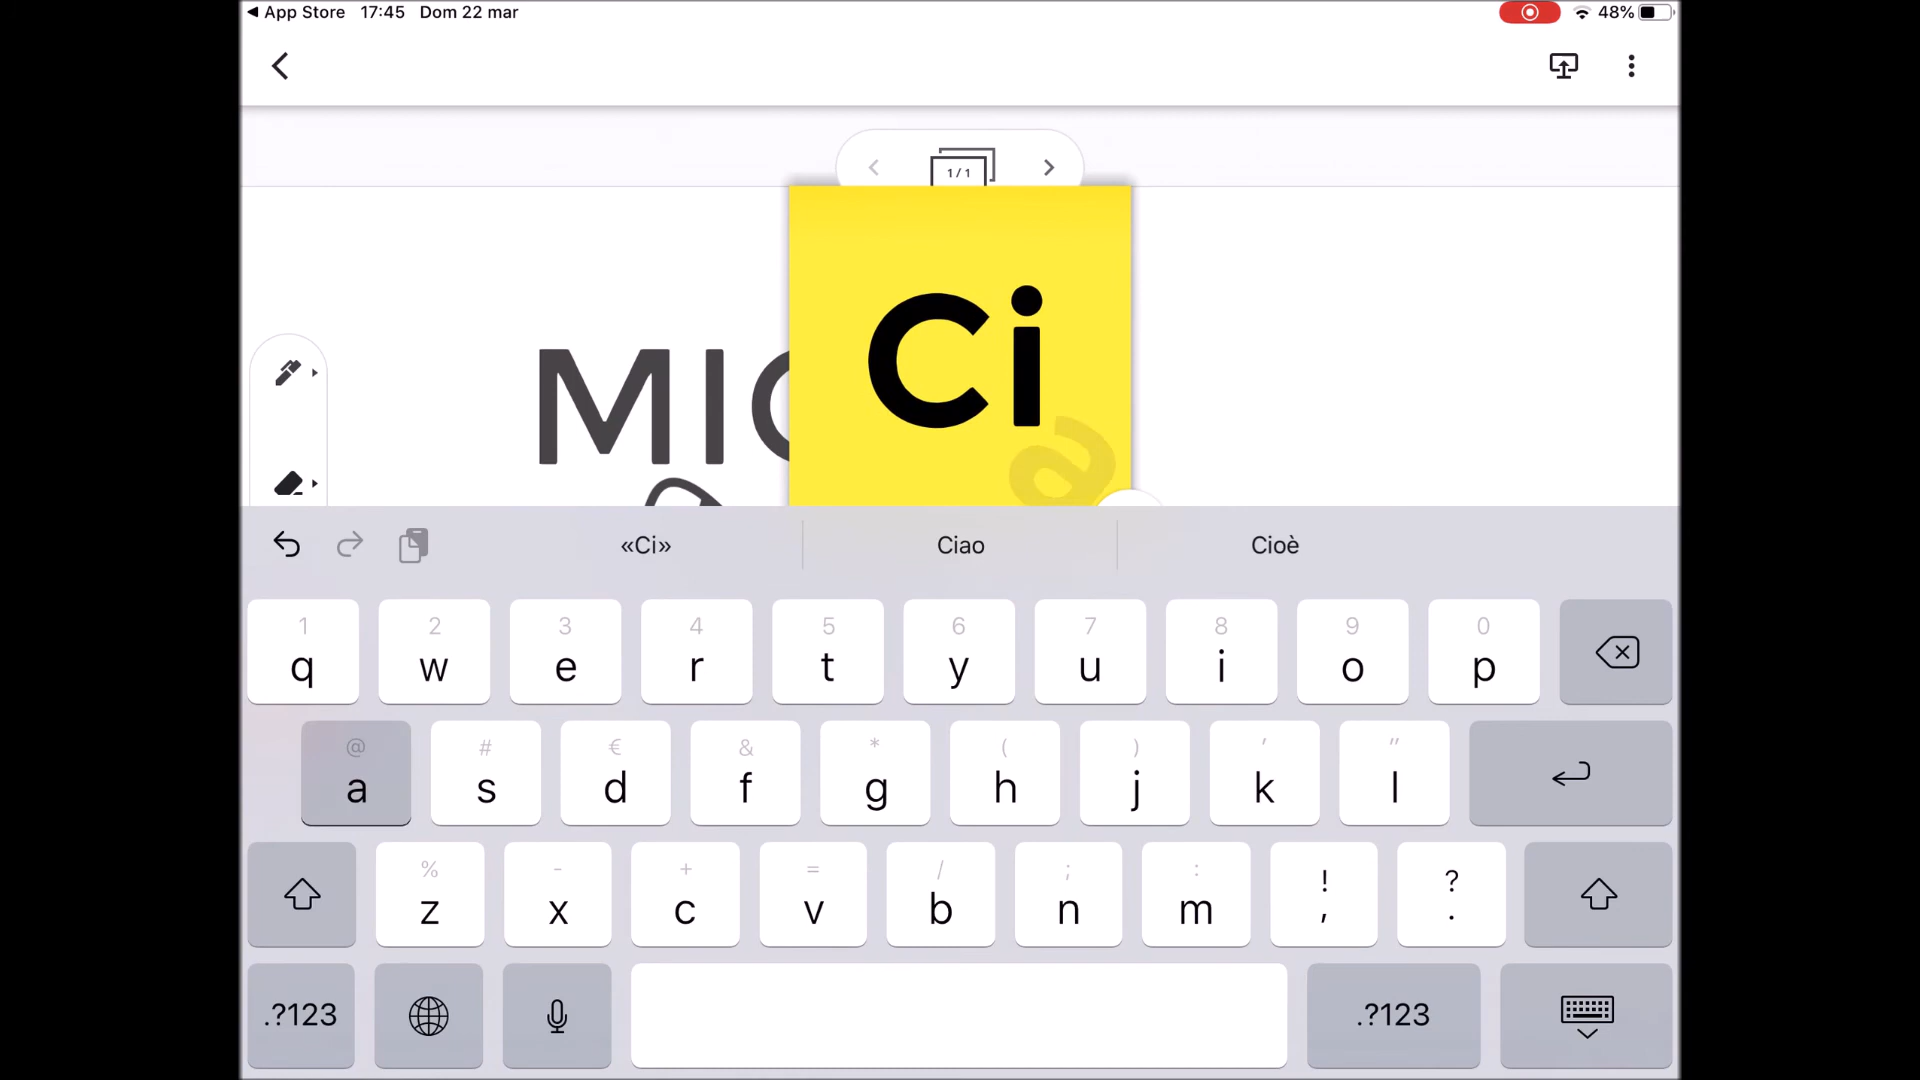 App Store 17:45 Dom 22 mar
48%
1/1
MIC
Ci
a
«Ci» Ciao Cioè
1 2 3 4 5 6 7 8 9 0
q w e r t y u i o p
@ # € & * ( ) ' "
a s d f g h j k l
% - + = / ; : ! ?
z x c v b n m , .
.?123 .?123